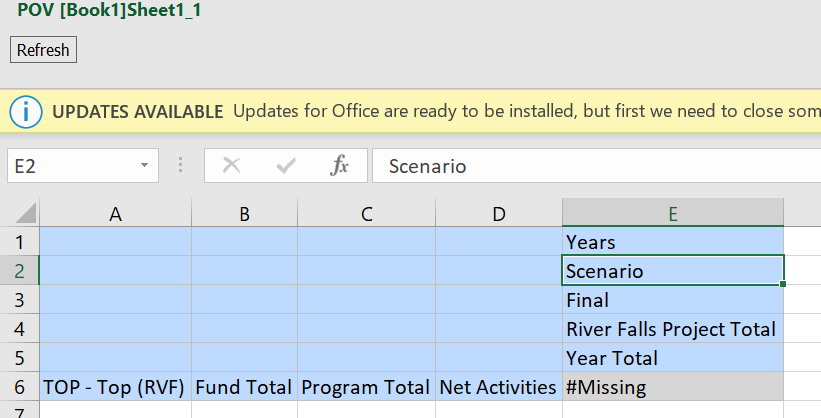 POV [Book1]Sheet1_1
Refresh
UPDATES AVAILABLE Updates for Office are ready to be installed, but first we need to close som
E2 fx Scenario
A B C D E
1 Years
2 Scenario
3 Final
4 River Falls Project Total
5 Year Total
6 TOP - Top (RVF) Fund Total Program Total Net Activities #Missing
7